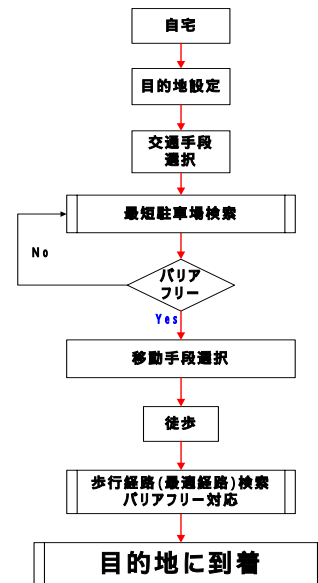 自宅
目的地設定
交通手段
選択
最短駐車場検索
No
バリア
フリー
Yes
移動手段選択
徒歩
歩行経路(最適経路)検索
バリアフリー対応
目的地に到着